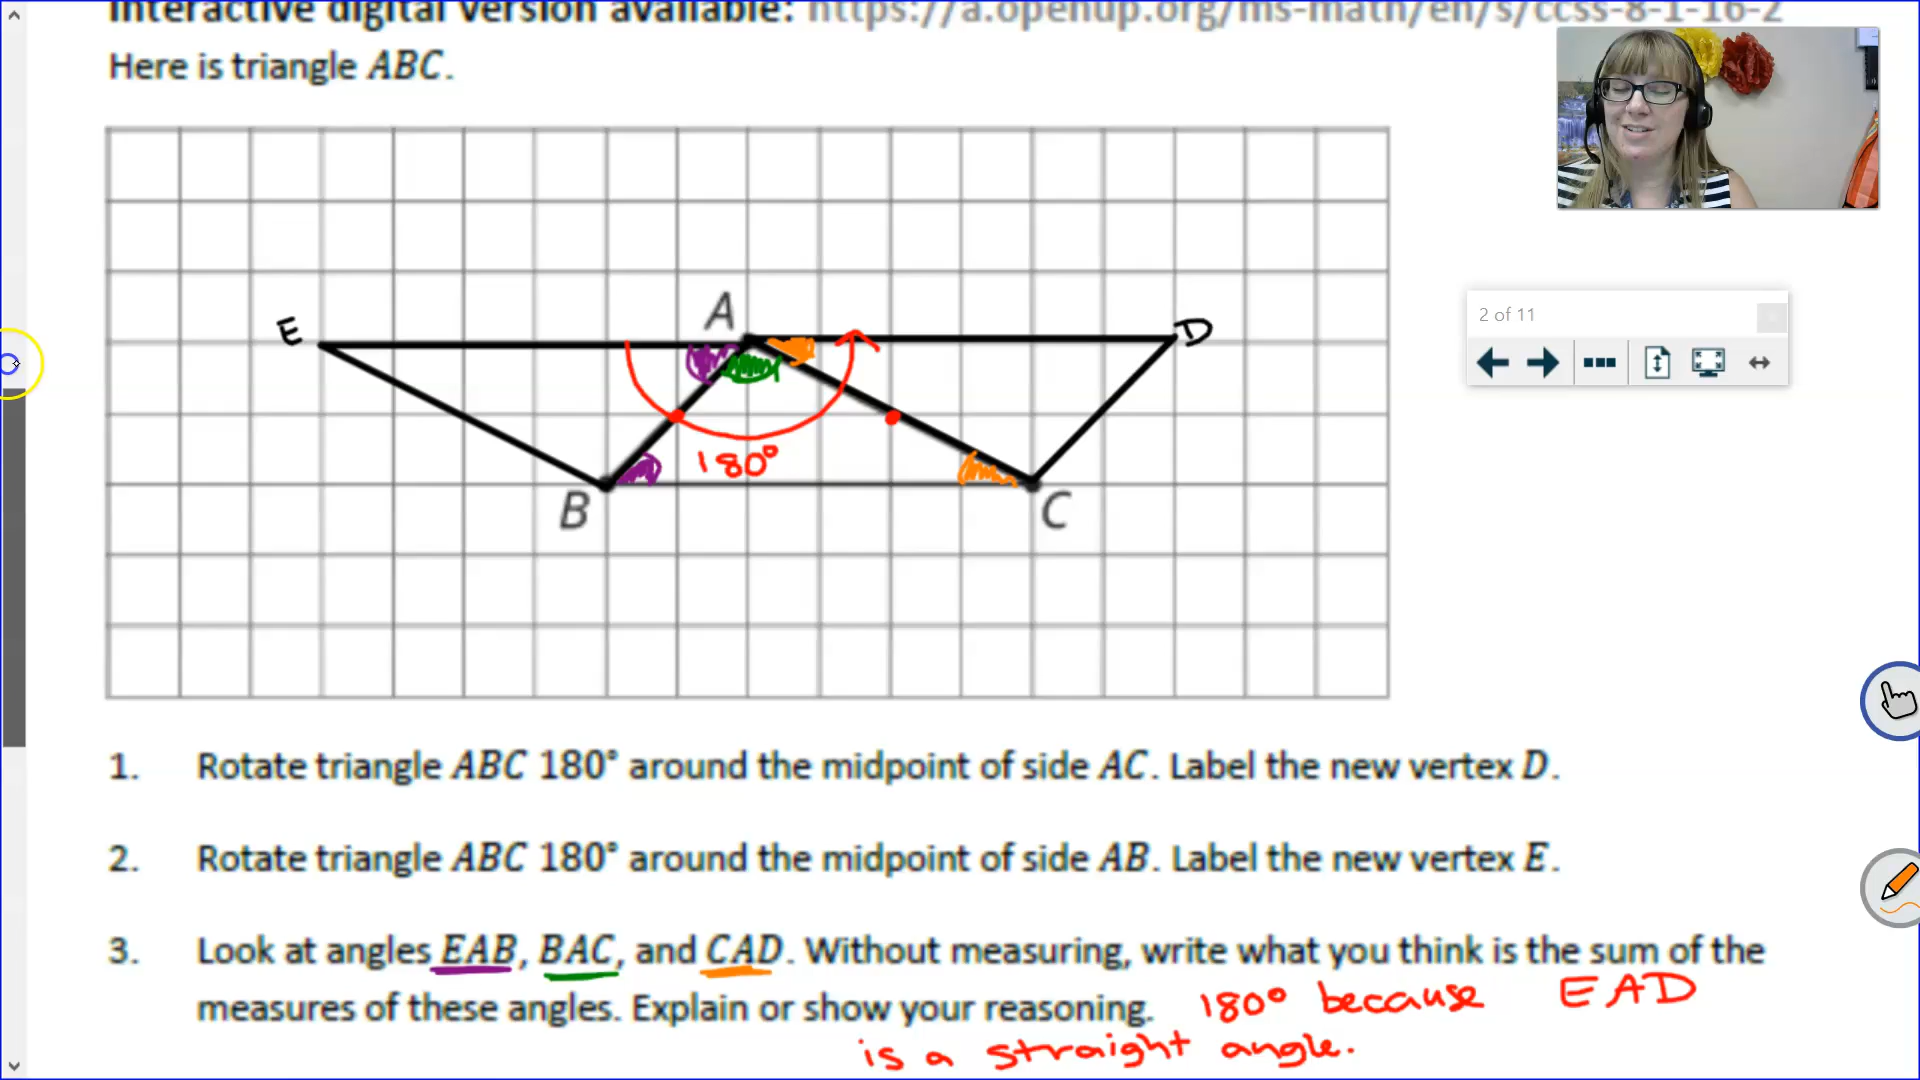 Interactive digital version available: https://a.openup.org/ms-math/en/s/ccss-8-1-16-2
Here is triangle ABC.
2 of 11
A
E
D
180°
B
C
1. Rotate triangle ABC 180° around the midpoint of side AC. Label the new vertex D.
2. Rotate triangle ABC 180° around the midpoint of side AB. Label the new vertex E.
3. Look at angles EAB, BAC, and CAD. Without measuring, write what you think is the sum of the
measures of these angles. Explain or show your reasoning. 180° because EAD
is a straight angle.